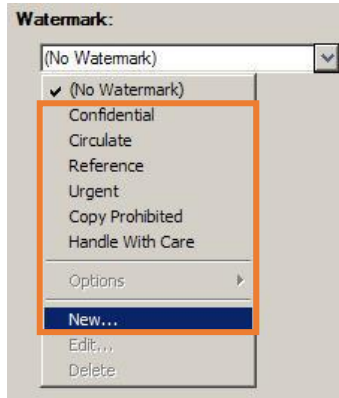 Watermark:
(No Watermark)
(No Watermark)
Confidential
Circulate
Reference
Urgent
Copy Prohibited
Handle With Care
Options
New...
Edit...
Delete